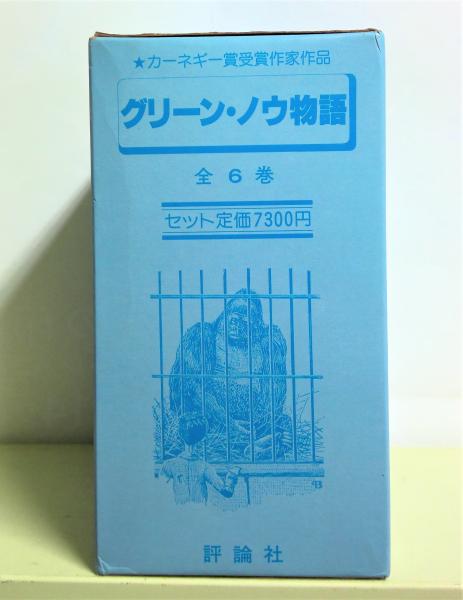 ★カーネギー賞受賞作家作品
グリーン・ノウ物語
全6巻
セット定価7300円
PB
評論社